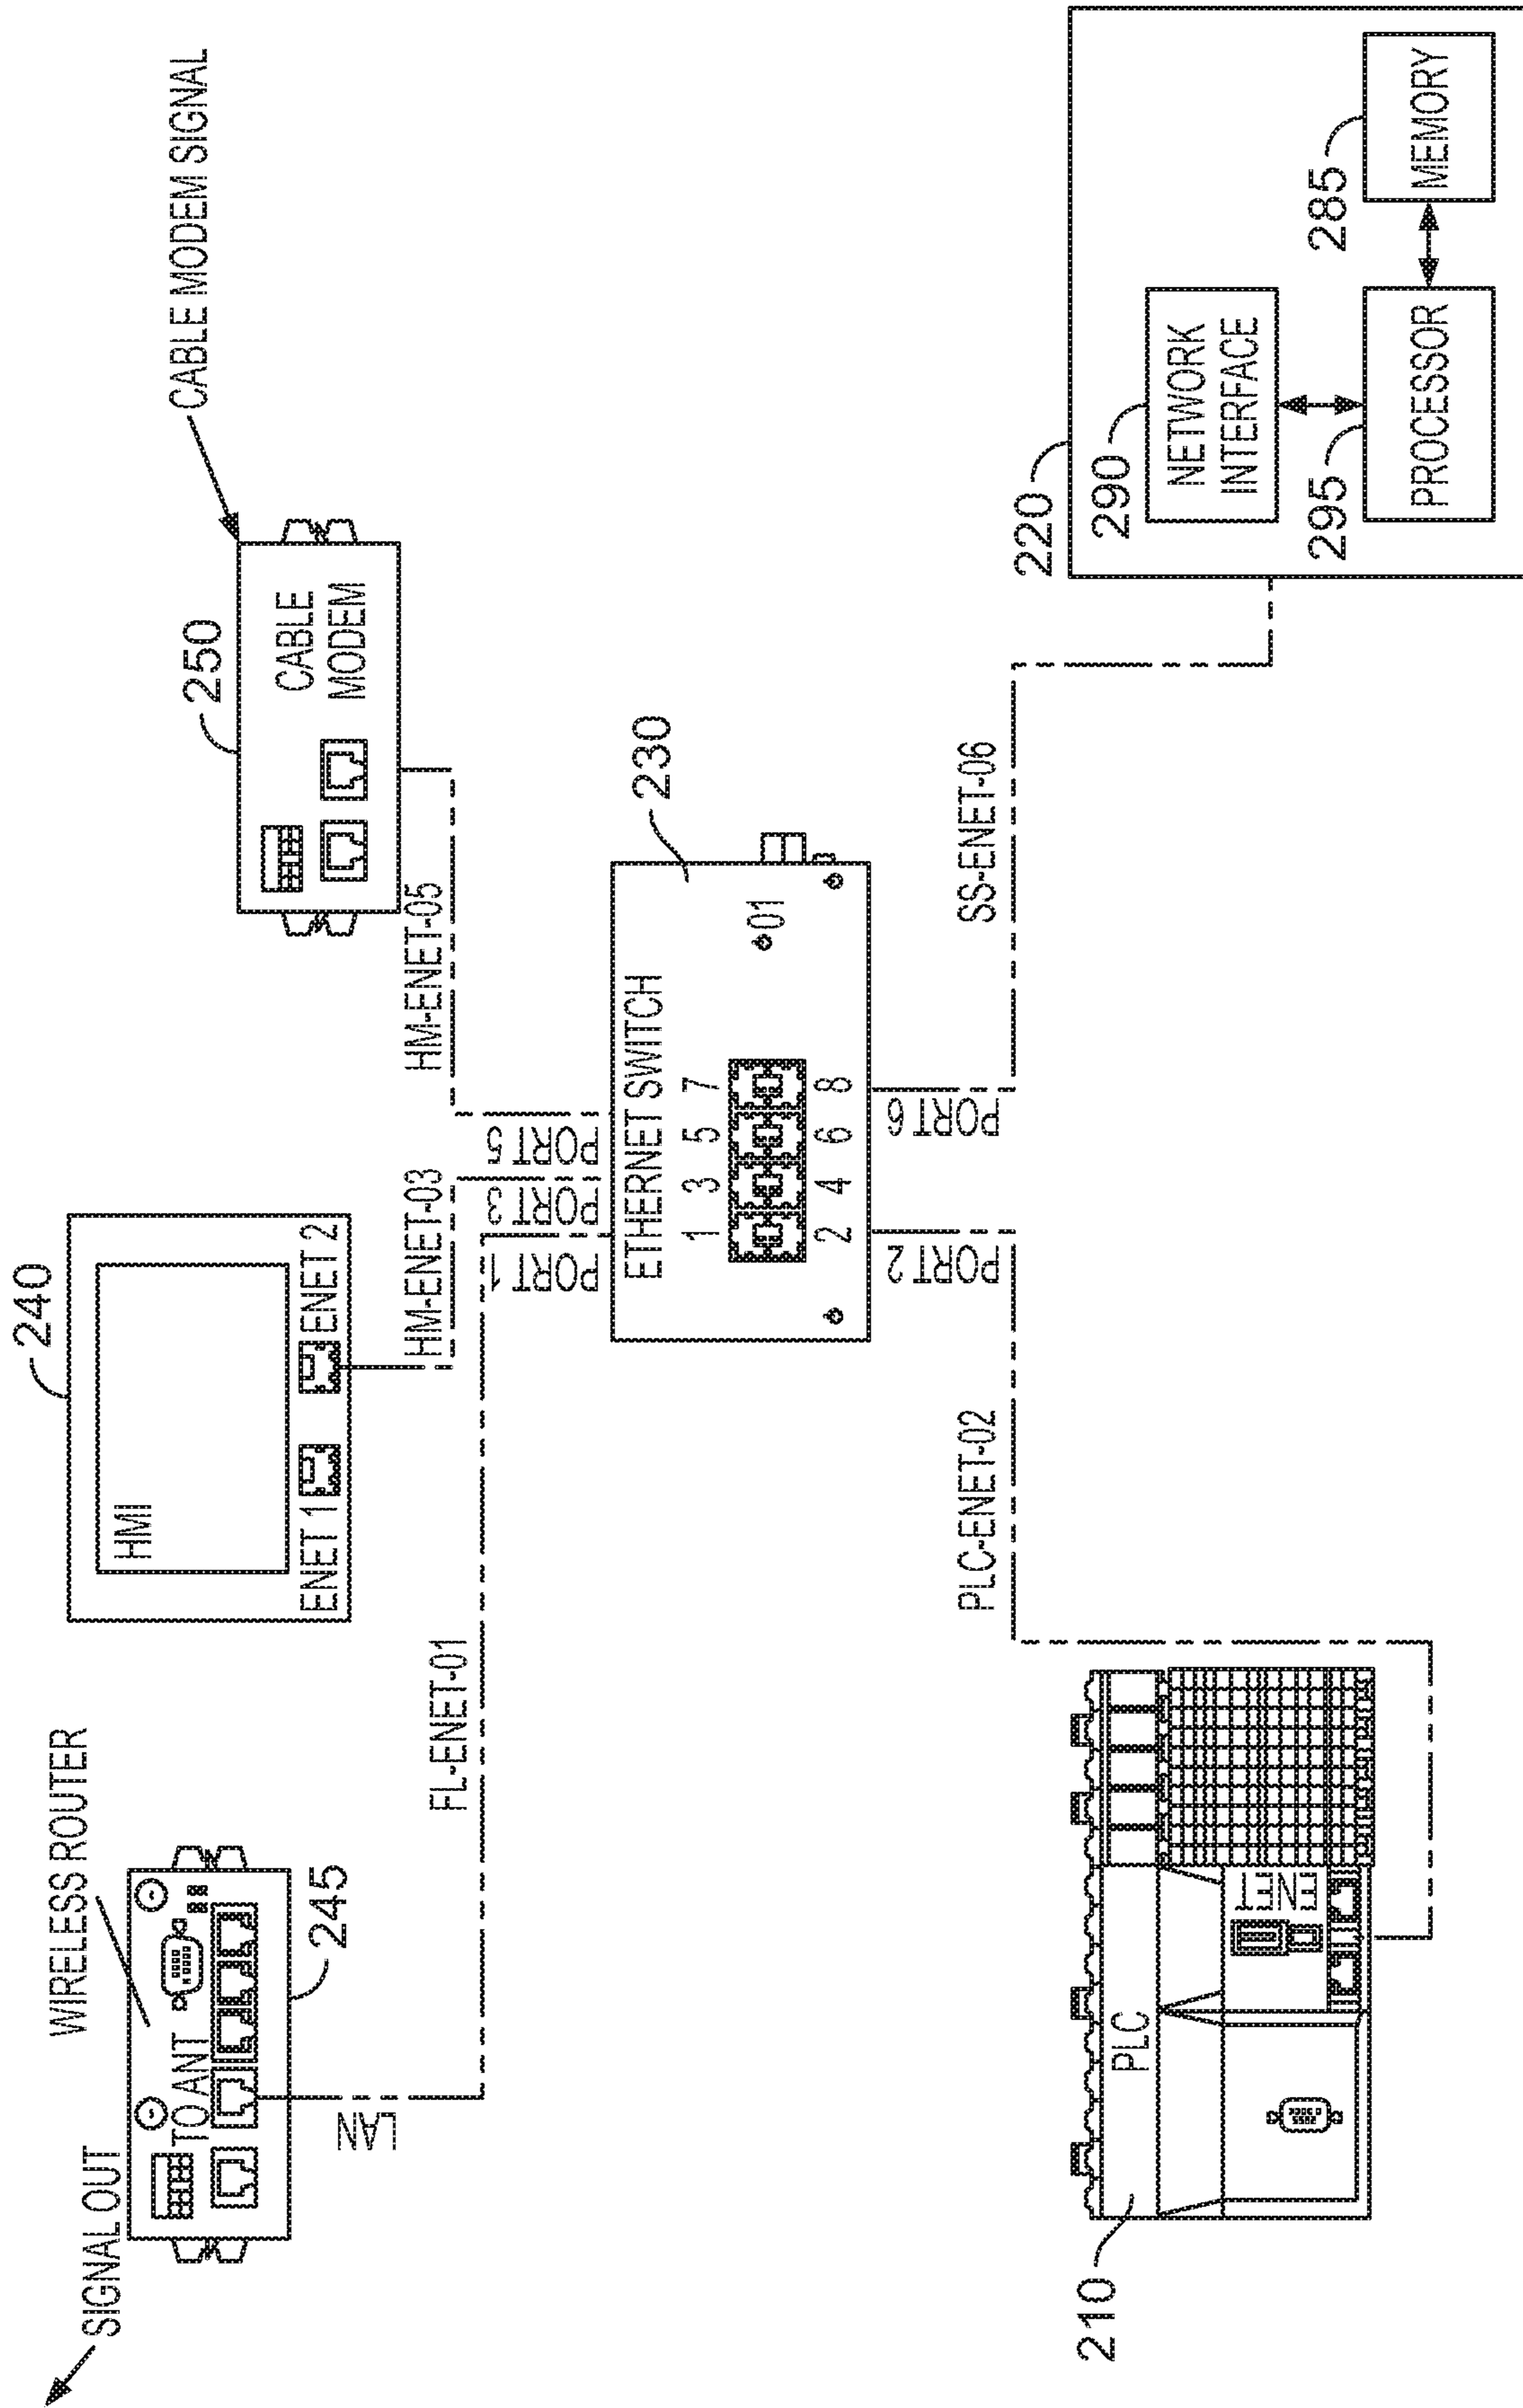 SIGNAL OUT
WIRELESS ROUTER
TO ANT
245
LAN
FL-ENET-01
240
HMI
ENET 1
ENET 2
HM-ENET-03
250
CABLE
MODEM
CABLE MODEM SIGNAL
HM-ENET-05
PORT 1
PORT 3
PORT 5
230
ETHERNET SWITCH
1 3 5 7
01
2 4 6 8
PORT 2
PORT 6
PLC-ENET-02
SS-ENET-06
210
PLC
ENET
220
290
NETWORK
INTERFACE
295
PROCESSOR
285
MEMORY